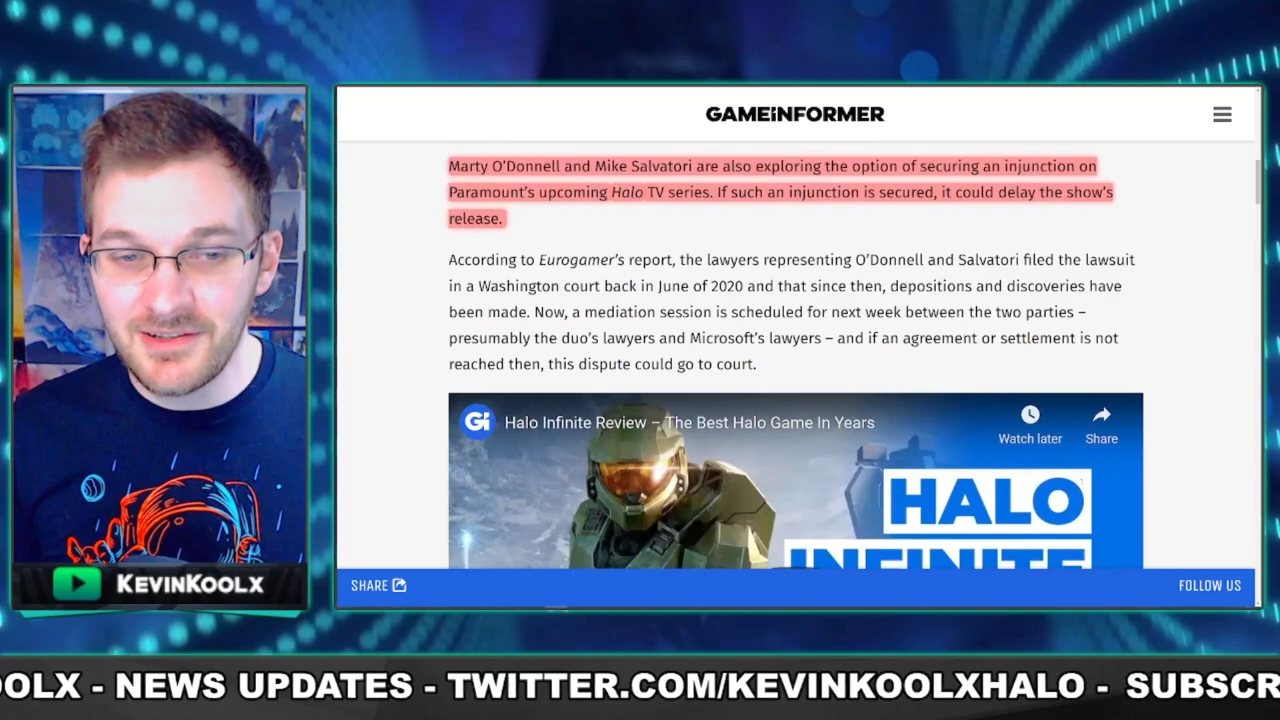 GAMEINFORMER
Marty O'Donnell and Mike Salvatori are also exploring the option of securing an injunction on
Paramount's upcoming Halo TV series. If such an injunction is secured, it could delay the show's
release.
According to Eurogamer's report, the lawyers representing O'Donnell and Salvatori filed the lawsuit
in a Washington court back in June of 2020 and that since then, depositions and discoveries have
been made. Now, a mediation session is scheduled for next week between the two parties –
presumably the duo's lawyers and Microsoft's lawyers – and if an agreement or settlement is not
reached then, this dispute could go to court.
Gi
Halo Infinite Review – The Best Halo Game In Years
Watch later
Share
HALO
INFINITE
SHARE
FOLLOW US
KEVINKOOLX
OOLX - NEWS UPDATES - TWITTER.COM/KEVINKOOLXHALO - SUBSCR